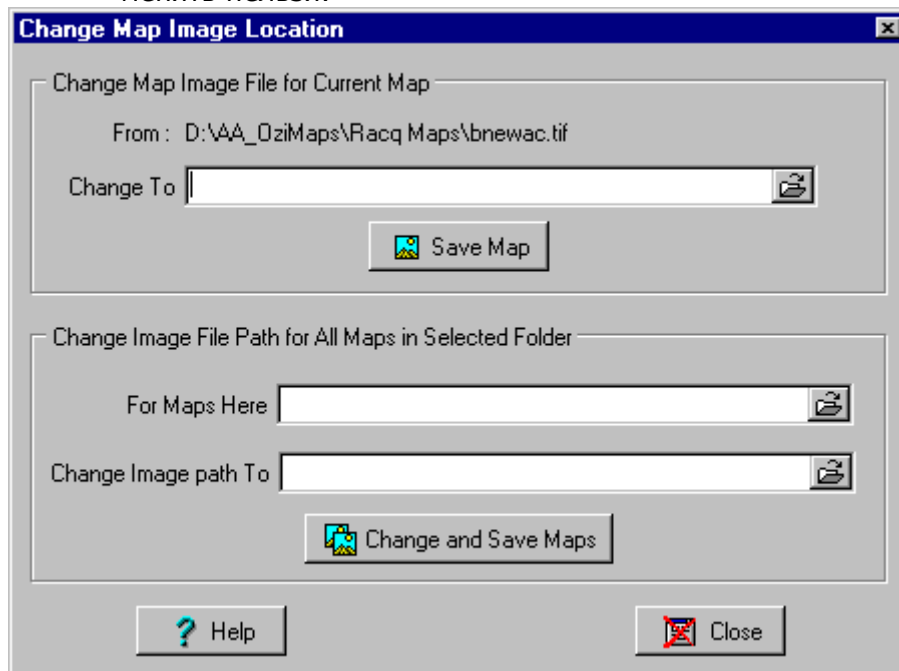 Change Map Image Location
Change Map Image File for Current Map
From : D:\AA_OziMaps\Racq Maps\bnewac.tif
Change To
Save Map
Change Image File Path for All Maps in Selected Folder
For Maps Here
Change Image path To
Change and Save Maps
? Help
Close